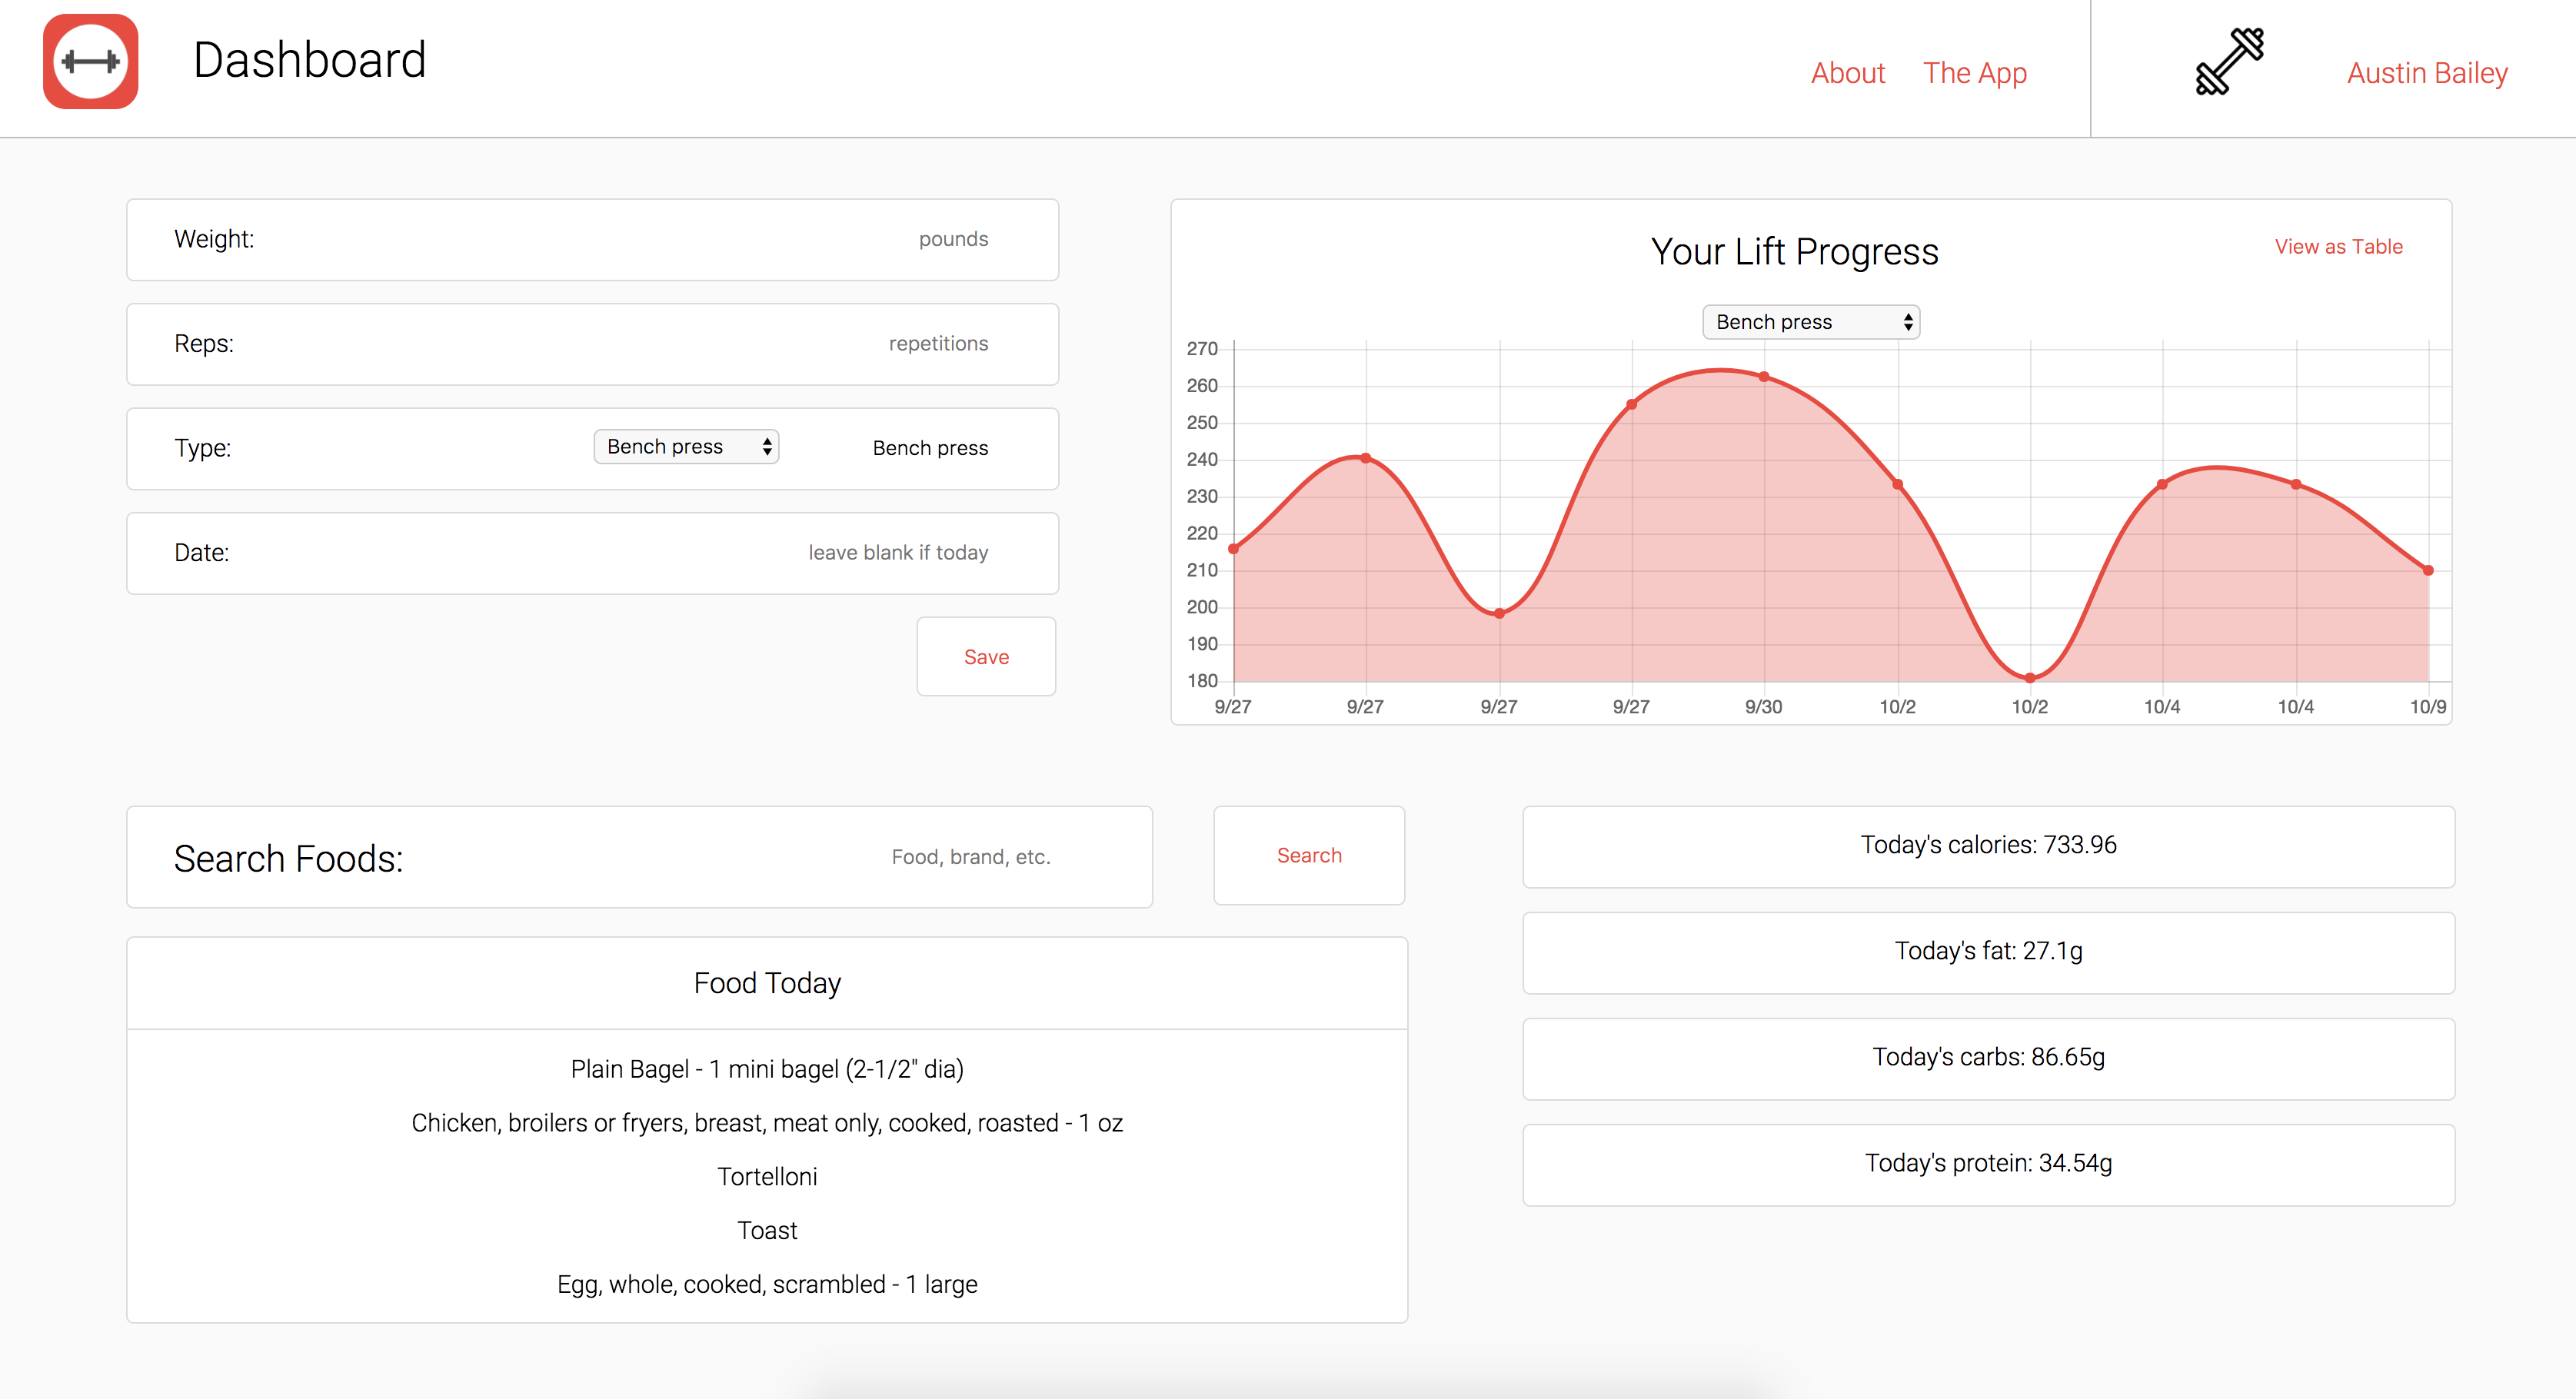 Dashboard
About
The App
Austin Bailey
Weight:
pounds
Reps:
repetitions
Type:
Bench press
Bench press
Date:
leave blank if today
Save
Your Lift Progress
View as Table
Bench press
270
260
250
240
230
220
210
200
190
180
9/27
9/27
9/27
9/27
9/30
10/2
10/2
10/4
10/4
10/9
Search Foods:
Food, brand, etc.
Search
Food Today
Plain Bagel - 1 mini bagel (2-1/2" dia)
Chicken, broilers or fryers, breast, meat only, cooked, roasted - 1 oz
Tortelloni
Toast
Egg, whole, cooked, scrambled - 1 large
Today's calories: 733.96
Today's fat: 27.1g
Today's carbs: 86.65g
Today's protein: 34.54g